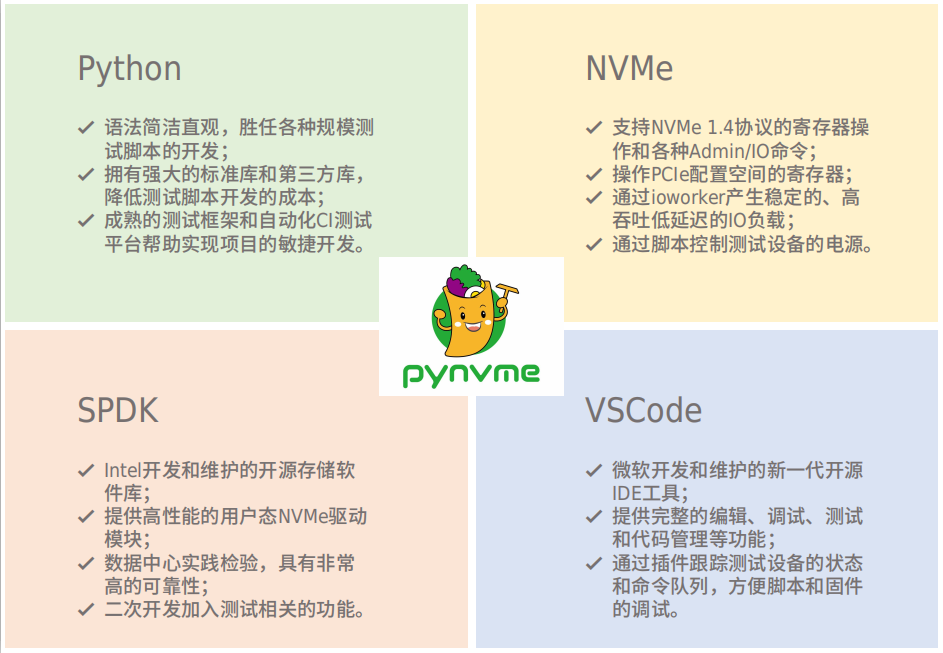 Python
语法简洁直观，胜任各种规模测
试脚本的开发；
拥有强大的标准库和第三方库，
降低测试脚本开发的成本；
成熟的测试框架和自动化CI测试
平台帮助实现项目的敏捷开发。
NVMe
支持NVMe 1.4协议的寄存器操
作和各种Admin/IO命令；
操作PCIe配置空间的寄存器；
通过ioworker产生稳定的、高
吞吐低延迟的IO负载；
通过脚本控制测试设备的电源。
pynvme
SPDK
Intel开发和维护的开源存储软
件库；
提供高性能的用户态NVMe驱动
模块；
数据中心实践检验，具有非常
高的可靠性；
二次开发加入测试相关的功能。
VSCode
微软开发和维护的新一代开源
IDE工具；
提供完整的编辑、调试、测试
和代码管理等功能；
通过插件跟踪测试设备的状态
和命令队列，方便脚本和固件
的调试。